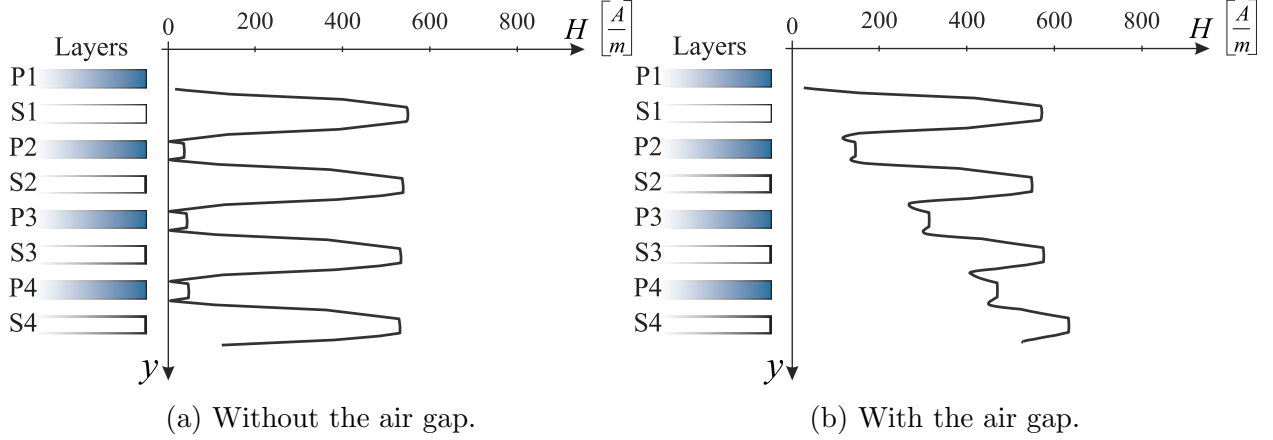 0 200 400 600 800 H [A/m]
Layers
P1
S1
P2
S2
P3
S3
P4
S4
y
(a) Without the air gap.
0 200 400 600 800 H [A/m]
Layers
P1
S1
P2
S2
P3
S3
P4
S4
y
(b) With the air gap.